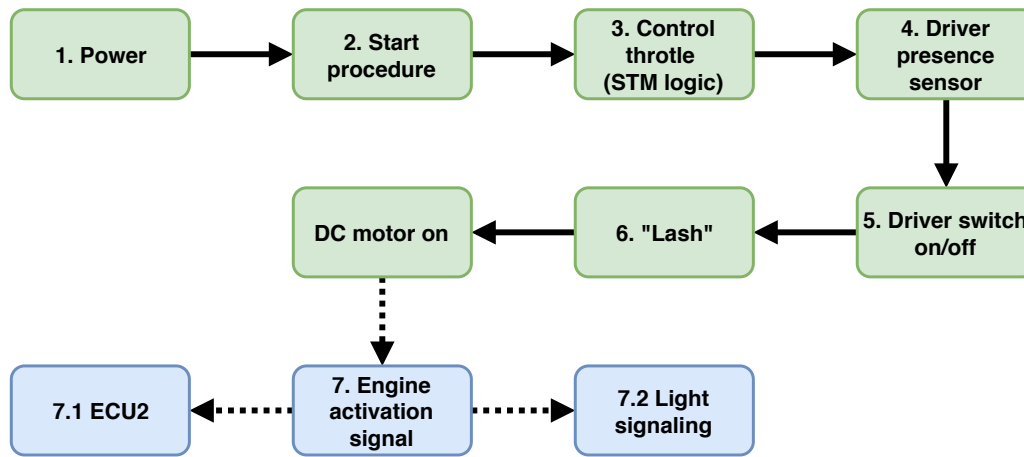 1. Power
2. Start
procedure
3. Control
throtle
(STM logic)
4. Driver
presence
sensor
DC motor on
6. "Lash"
5. Driver switch
on/off
7.1 ECU2
7. Engine
activation
signal
7.2 Light
signaling